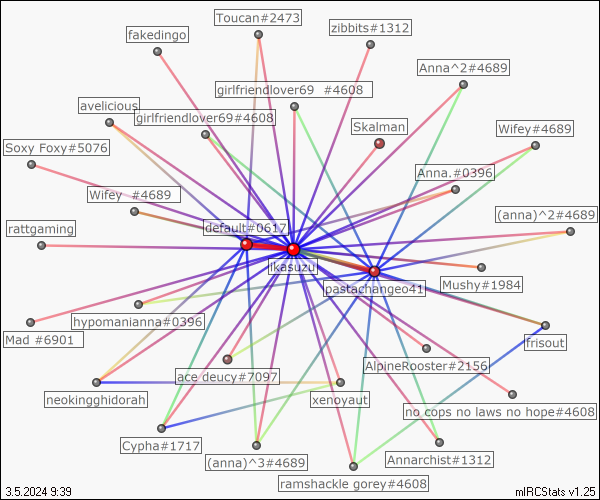 Toucan#2473
zibbits#1312
fakedingo
Anna^2#4689
girlfriendlover69 #4608
avelicious
girlfriendlover69#4608
Skalman
Wifey#4689
Soxy Foxy#5076
Anna.#0396
Wifey #4689
(anna)^2#4689
default#0617
rattgaming
ikasuzu
pastachangeo41
Mushy#1984
hypomanianna#0396
Mad #6901
frisout
AlpineRooster#2156
ace deucy#7097
neokingghidorah
xenoyaut
no cops no laws no hope#4608
Cypha#1717
(anna)^3#4689
Annarchist#1312
ramshackle gorey#4608
3.5.2024 9:39
mIRCStats v1.25